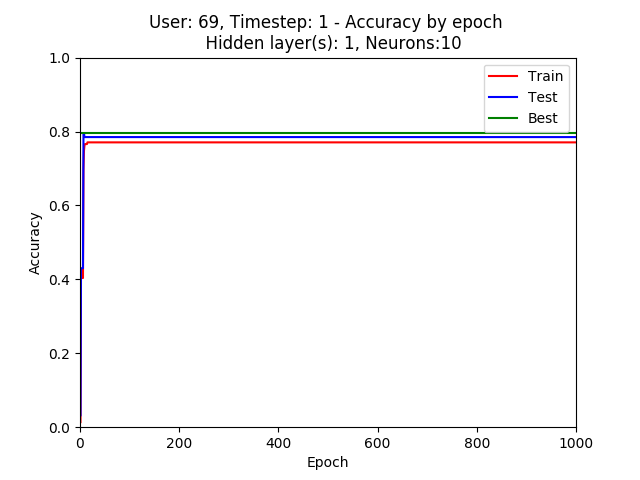 User: 69, Timestep: 1 - Accuracy by epoch
Hidden layer(s): 1, Neurons:10
1.0
0.8
0.6
0.4
0.2
0.0
Accuracy
Train
Test
Best
0 200 400 600 800 1000
Epoch